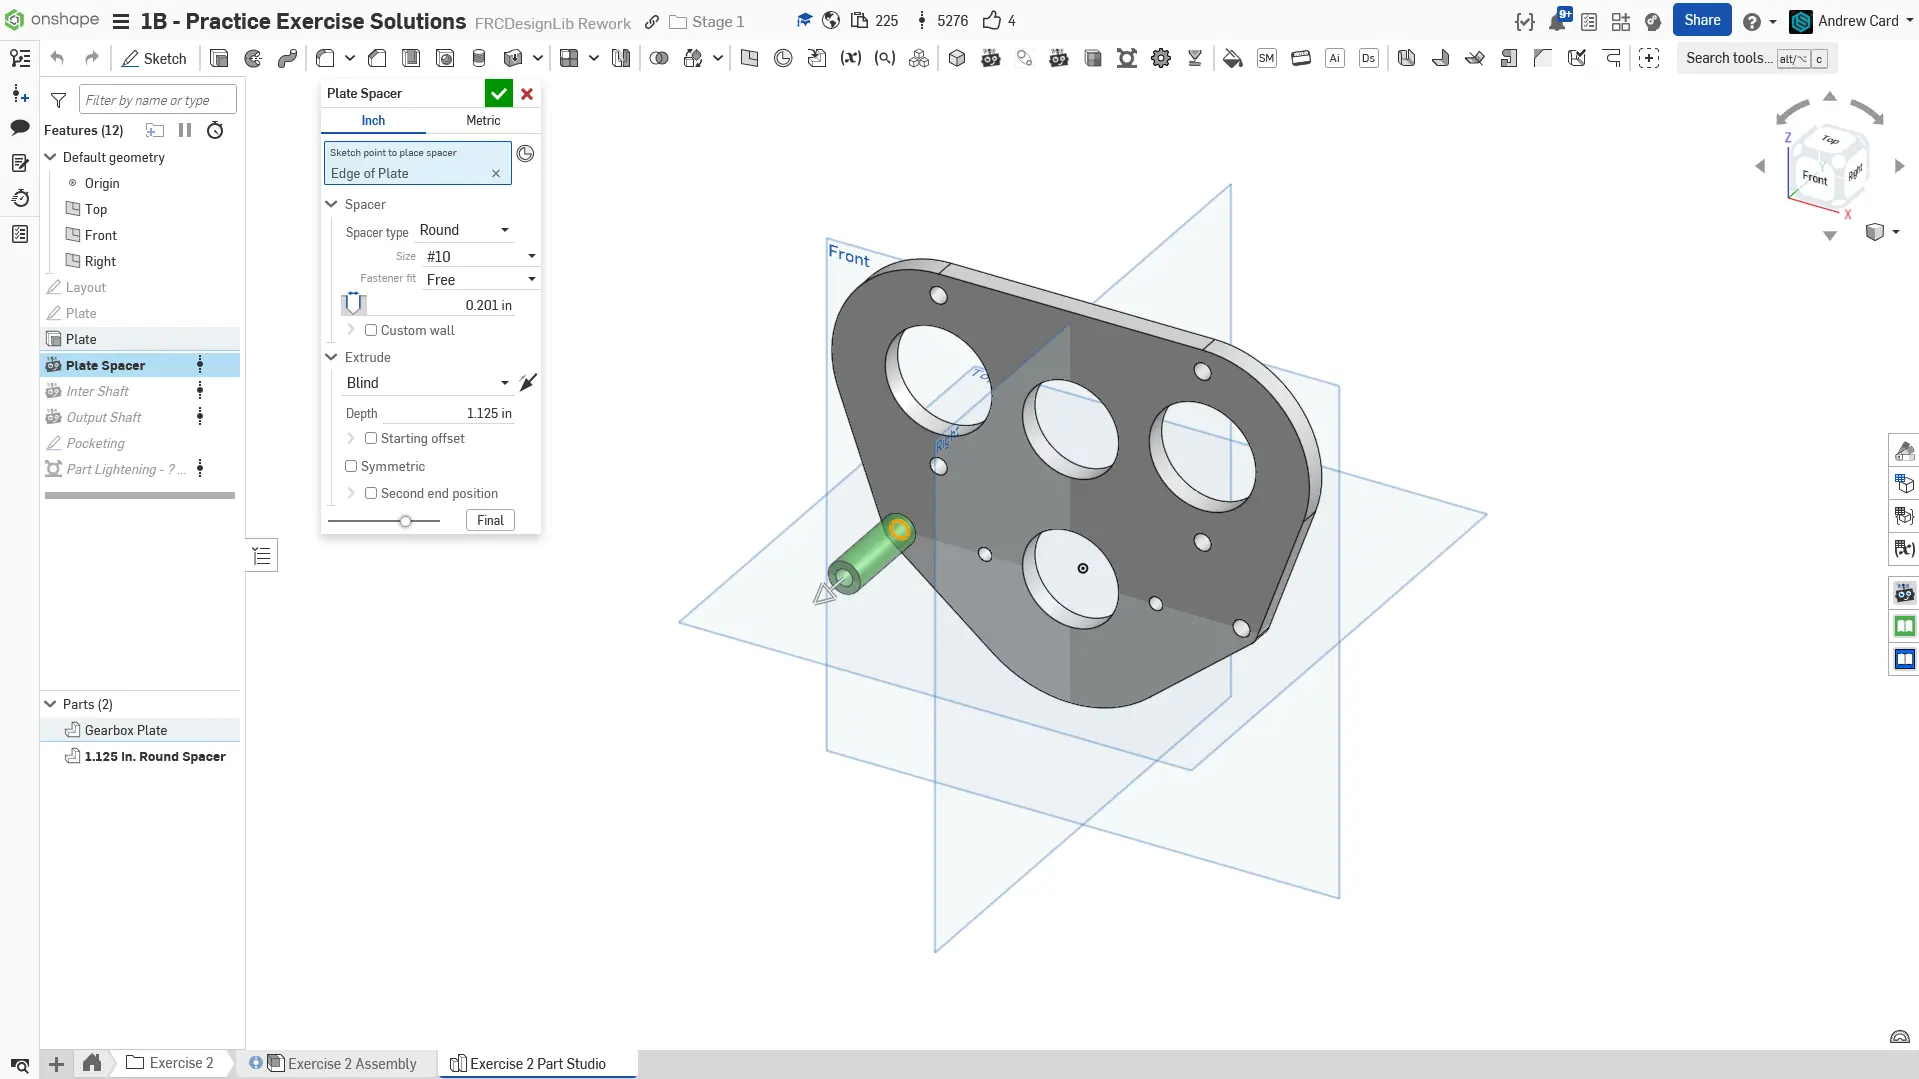 onshape
1B - Practice Exercise Solutions
FRCDesignLib Rework
Stage 1
225
5276
4
9+
Share
Andrew Card
Sketch
SM
Ai
Ds
Search tools...
alt/⌥
c
Filter by name or type
Features (12)
Default geometry
Origin
Top
Front
Right
Layout
Plate
Plate
Plate Spacer
Inter Shaft
Output Shaft
Pocketing
Part Lightening - ? ...
Parts (2)
Gearbox Plate
1.125 in. Round Spacer
Plate Spacer
Inch
Metric
Sketch point to place spacer
Edge of Plate
Spacer
Spacer type
Round
Size
#10
Fastener fit
Free
0.201 in
Custom wall
Extrude
Blind
Depth
1.125 in
Starting offset
Symmetric
Second end position
Final
Front
Top
Right
Z
Top
Front
Right
Y
X
Exercise 2
Exercise 2 Assembly
Exercise 2 Part Studio